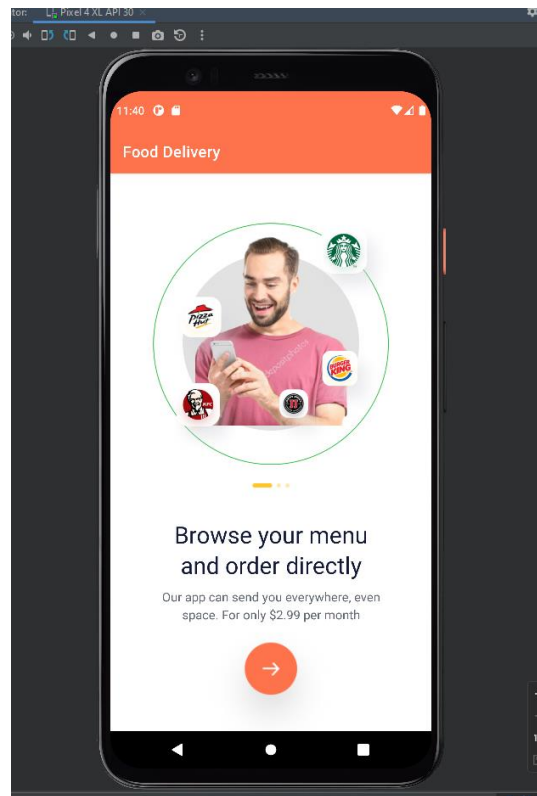 Pixel 4 XL API 30
11:40
Food Delivery
Pizza
Hut
BURGER
KING
KFC
depositphotos
Browse your menu
and order directly
Our app can send you everywhere, even
space. For only $2.99 per month